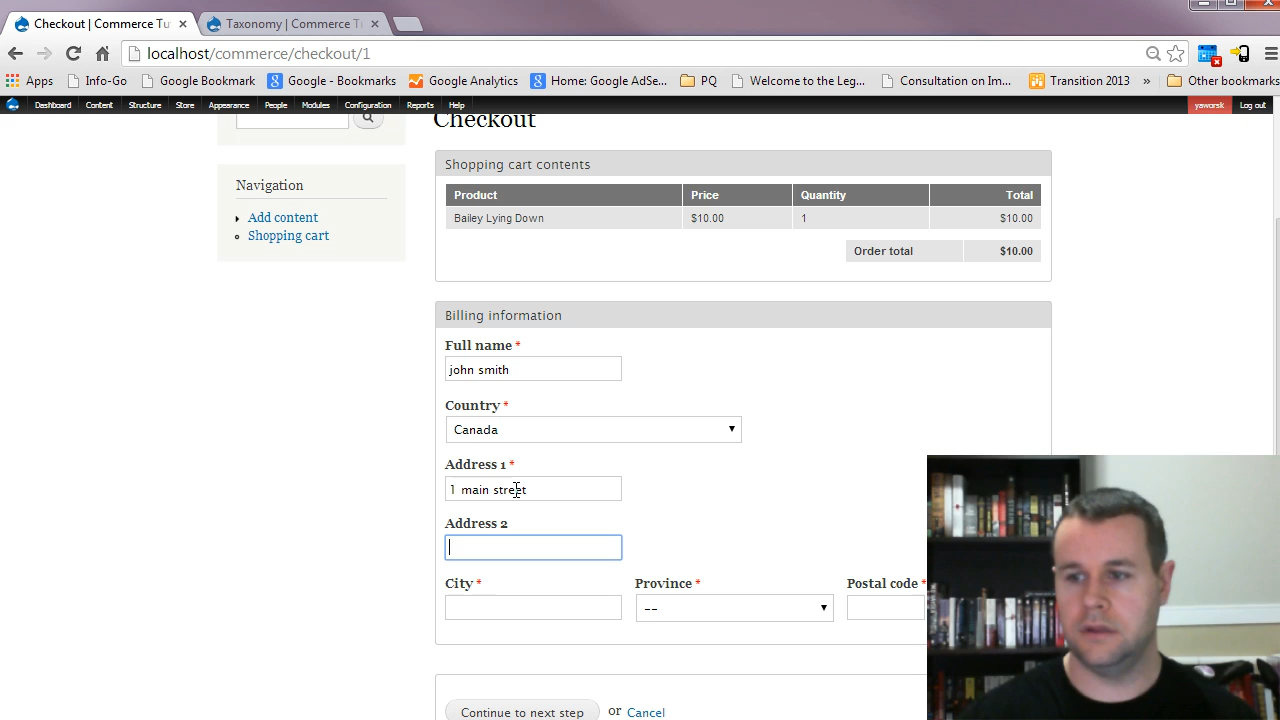 Checkout | Commerce Tu
Taxonomy | Commerce T
localhost/commerce/checkout/1
Apps Info-Go Google Bookmark Google - Bookmarks Google Analytics Home: Google AdSe... PQ Welcome to the Leg... Consultation on Im... Transition 2013 » Other bookmarks
Dashboard Content Structure Store Appearance People Modules Configuration Reports Help yaworsk Log out
Checkout
Navigation
Add content
Shopping cart
Shopping cart contents
Product Price Quantity Total
Bailey Lying Down $10.00 1 $10.00
Order total $10.00
Billing information
Full name *
john smith
Country *
Canada
Address 1 *
1 main street
Address 2
City * Province * Postal code *
--
Continue to next step or Cancel